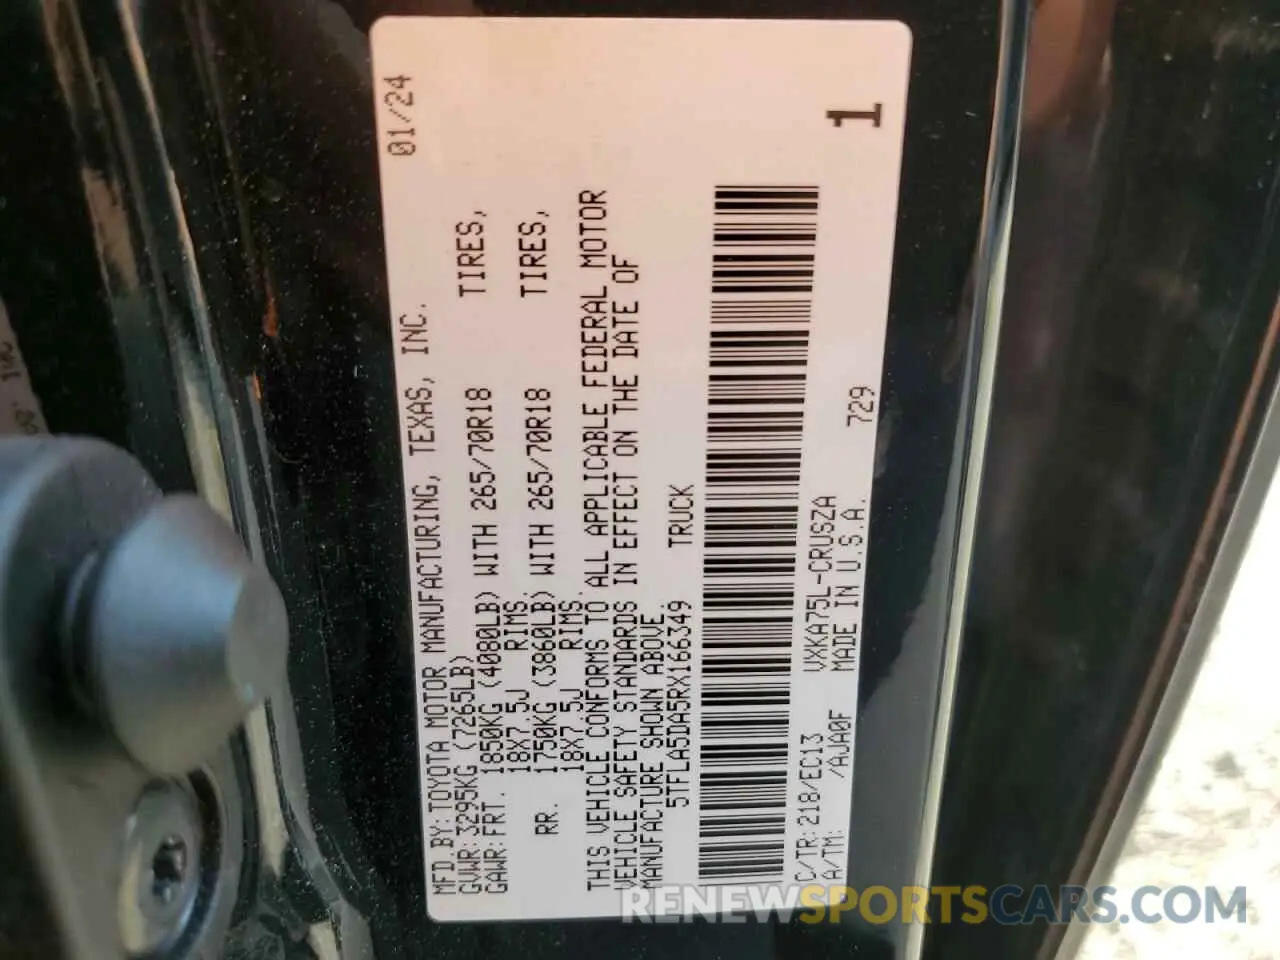 01/24
MFD.BY:TOYOTA MOTOR MANUFACTURING, TEXAS, INC.
GVWR:3295KG (7265LB)
GAWR:FRT. 1850KG (4080LB) WITH 265/70R18 TIRES,
18X7.5J RIMS.
RR. 1750KG (3860LB) WITH 265/70R18 TIRES,
18X7.5J RIMS.
THIS VEHICLE CONFORMS TO ALL APPLICABLE FEDERAL MOTOR
VEHICLE SAFETY STANDARDS IN EFFECT ON THE DATE OF
MANUFACTURE SHOWN ABOVE.
5TFLA5DA5RX166349 TRUCK
1
C/TR:218/EC13 VXKA75L-CRUSZA
A/TM: /AJA0F MADE IN U.S.A. 729
RENEWSPORTSCARS.COM